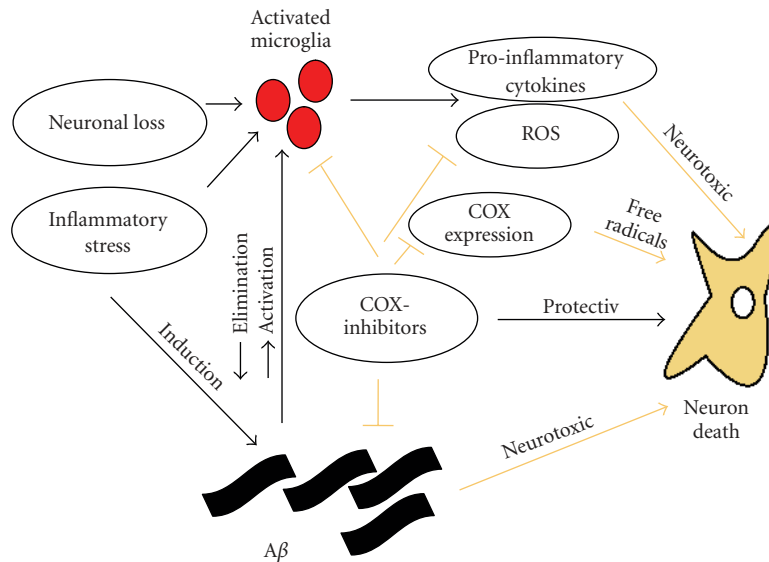 Activated
microglia
Pro-inflammatory
cytokines
Neuronal loss
ROS
Neurotoxic
Inflammatory
stress
COX
expression
Free
radicals
Elimination
Activation
COX-
inhibitors
Protectiv
Induction
Neuron
death
Neurotoxic
Aβ